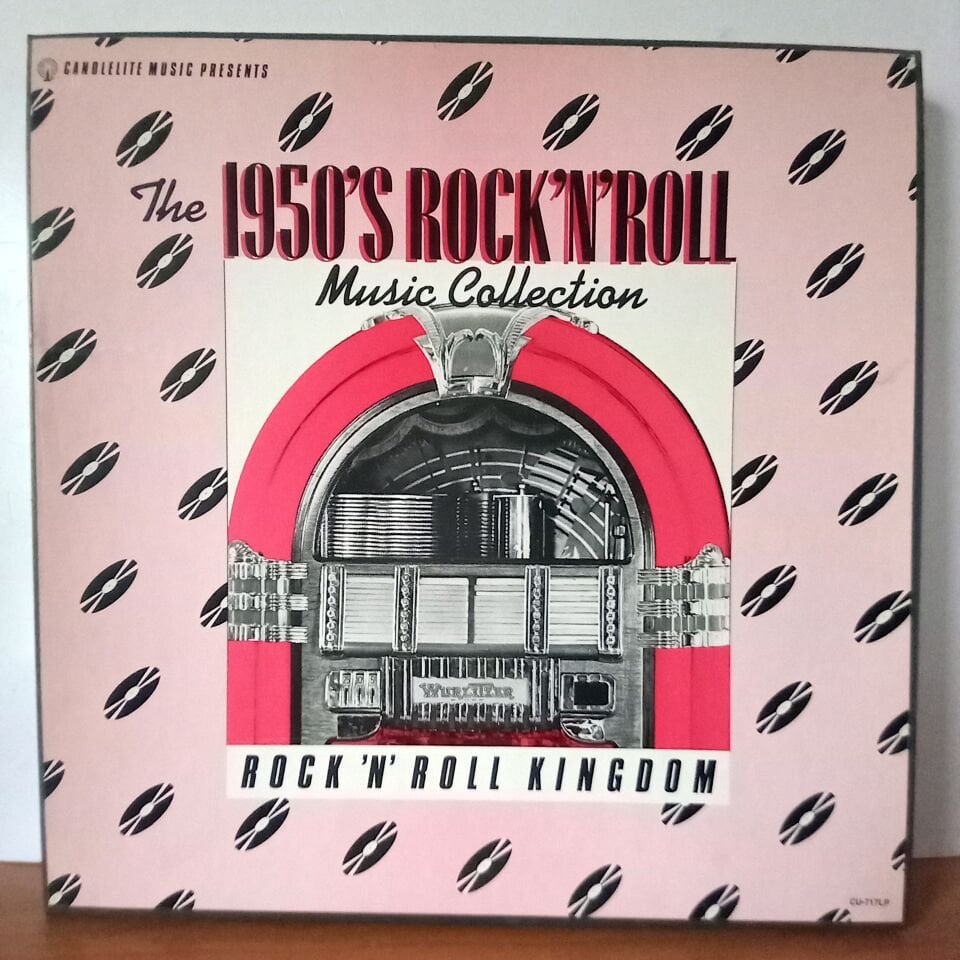 CANDLELITE MUSIC PRESENTS
The 1950'S ROCK'N'ROLL
Music Collection
WURLITZER
ROCK 'N' ROLL KINGDOM
CU-717LP